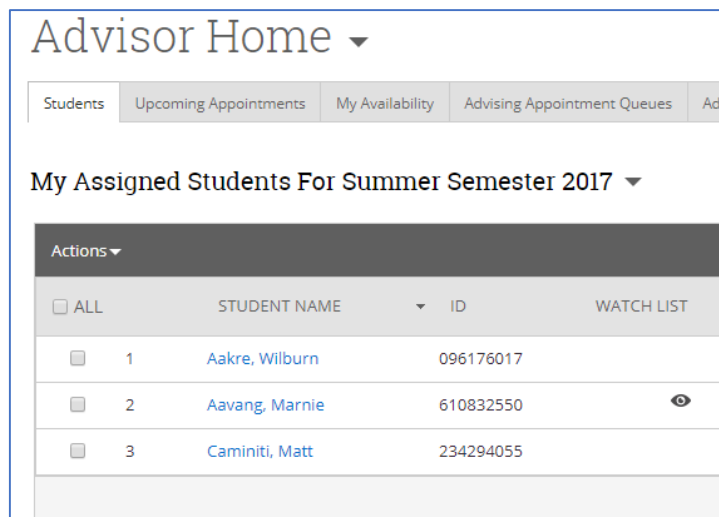 Advisor Home
Students Upcoming Appointments My Availability Advising Appointment Queues Ad
My Assigned Students For Summer Semester 2017
Actions
ALL STUDENT NAME ID WATCH LIST
1 Aakre, Wilburn 096176017
2 Aavang, Marnie 610832550
3 Caminiti, Matt 234294055